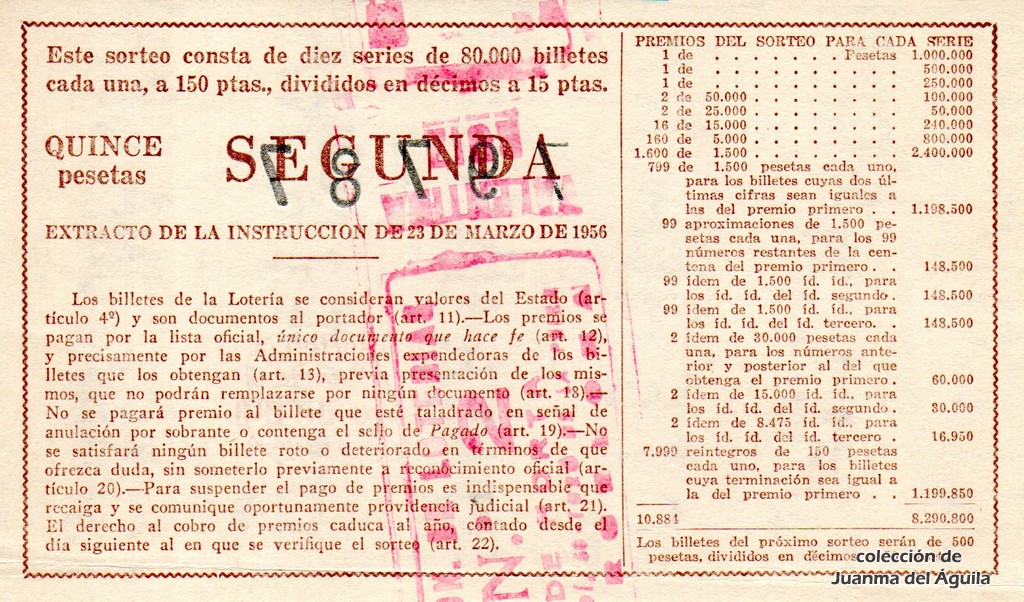 Este sorteo consta de diez series de 80.000 billetes
cada una, a 150 ptas., divididos en décimos a 15 ptas.
QUINCE
pesetas
SEGUNDA
EXTRACTO DE LA INSTRUCCION DE 23 DE MARZO DE 1956
Los billetes de la Lotería se consideran valores del Estado (ar-
tículo 4º) y son documentos al portador (art. 11).—Los premios se
pagan por la lista oficial, único documento que hace fe (art. 12),
y precisamente por las Administraciones expendedoras de los bi-
lletes que los obtengan (art. 13), previa presentación de los mis-
mos, que no podrán remplazarse por ningún documento (art. 18).—
No se pagará premio al billete que esté taladrado en señal de
anulación por sobrante o contenga el sello de Pagado (art. 19).—No
se satisfará ningún billete roto o deteriorado en términos de que
ofrezca duda, sin someterlo previamente a reconocimiento oficial (ar-
tículo 20).—Para suspender el pago de premios es indispensable que
recaiga y se comunique oportunamente providencia judicial (art. 21).
El derecho al cobro de premios caduca al año, contado desde el
día siguiente al en que se verifique el sorteo (art. 22).
PREMIOS DEL SORTEO PARA CADA SERIE
1 de . . . . . . . . Pesetas 1.000.000
1 de . . . . . . . . . . . 500.000
1 de . . . . . . . . . . . 250.000
2 de 50.000 . . . . . . . . . 100.000
2 de 25.000 . . . . . . . . . 50.000
16 de 15.000 . . . . . . . . . 240.000
160 de 5.000 . . . . . . . . . 800.000
1.600 de 1.500 . . . . . . . . . 2.400.000
799 de 1.500 pesetas cada uno,
para los billetes cuyas dos úl-
timas cifras sean iguales a
las del premio primero . . 1.198.500
99 aproximaciones de 1.500 pe-
setas cada una, para los 99
números restantes de la cen-
tena del premio primero . . 148.500
99 ídem de 1.500 íd. íd., para
los íd. íd. del íd. segundo . 148.500
99 ídem de 1.500 íd. íd., para
los íd. íd. del íd. tercero. . 148.500
2 ídem de 30.000 pesetas cada
una, para los números ante-
rior y posterior al del que
obtenga el premio primero . 60.000
2 ídem de 15.000 íd. íd., para
los íd. íd. del íd. segundo . 30.000
2 ídem de 8.475 íd. íd., para
los íd. íd. del íd. tercero . 16.950
7.999 reintegros de 150 pesetas
cada uno, para los billetes
cuya terminación sea igual a
la del premio primero . . 1.199.850
10.884 8.290.800
Los billetes del próximo sorteo serán de 500
pesetas, divididos en décimos
colección de
Juanma del Águila